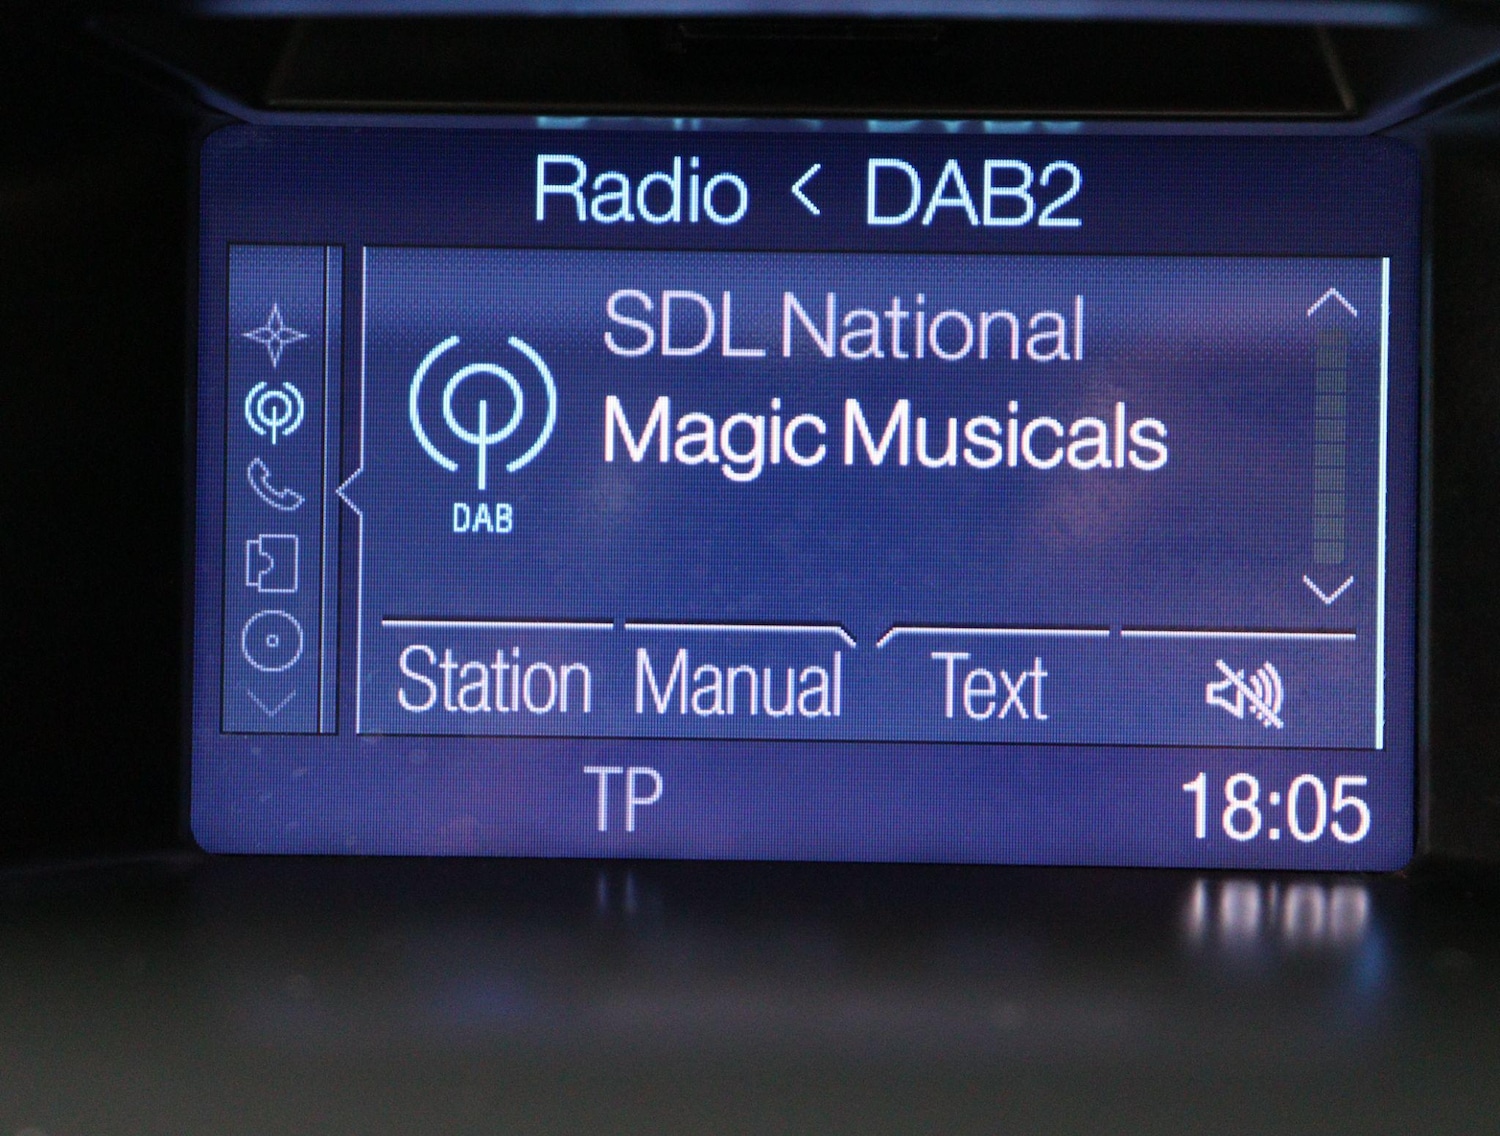 Radio < DAB2
SDL National
Magic Musicals
DAB
Station Manual Text
TP 18:05